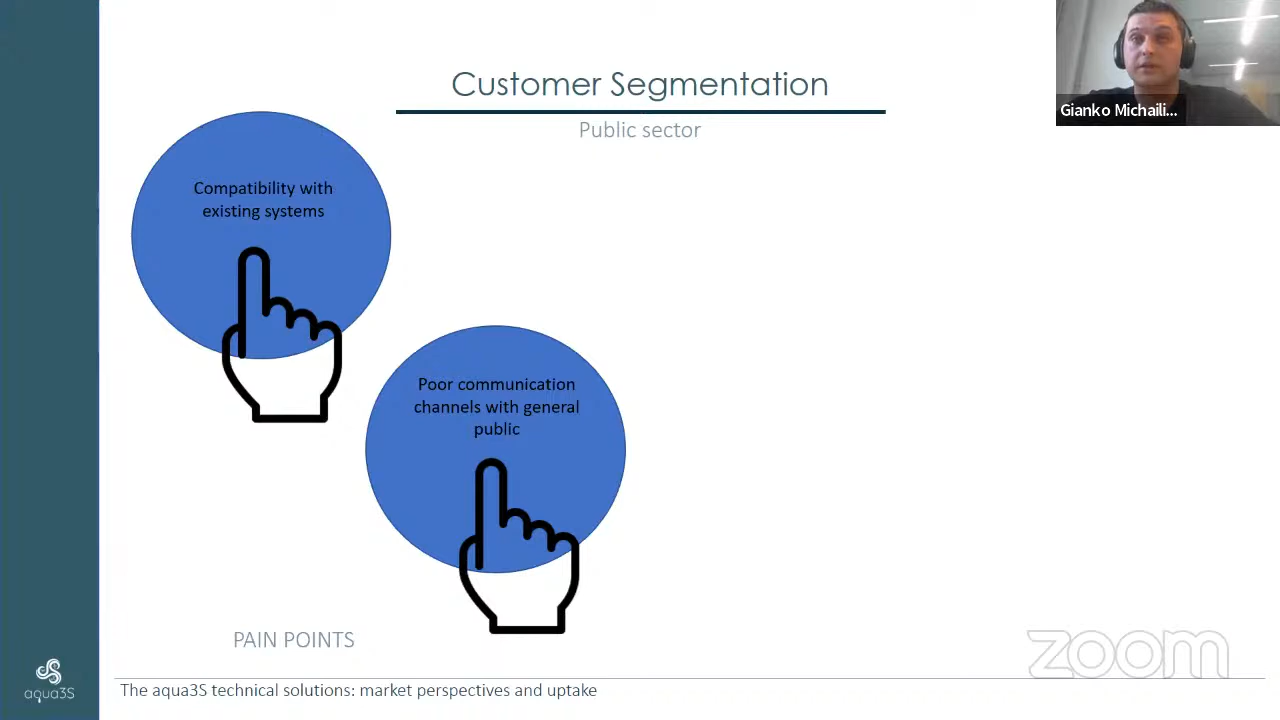 Customer Segmentation
Public sector
Gianko Michaili...
Compatibility with
existing systems
Poor communication
channels with general
public
PAIN POINTS
zoom
aqua3S
The aqua3S technical solutions: market perspectives and uptake